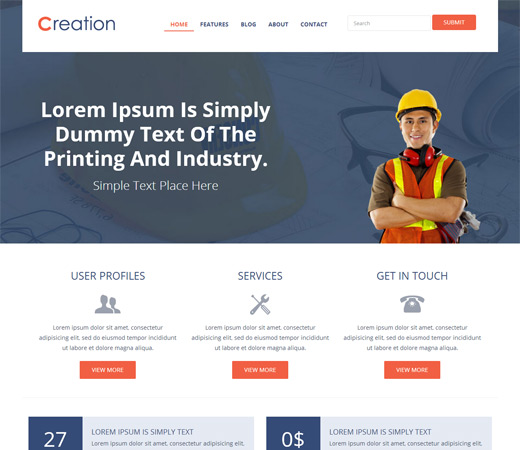 Creation
HOME FEATURES BLOG ABOUT CONTACT
Search
SUBMIT
Lorem Ipsum Is Simply
Dummy Text Of The
Printing And Industry.
Simple Text Place Here
USER PROFILES
Lorem ipsum dolor sit amet, consectetur
adipisicing elit, sed do eiusmod tempor incididunt
ut labore et dolore magna aliqua.
VIEW MORE
SERVICES
Lorem ipsum dolor sit amet, consectetur
adipisicing elit, sed do eiusmod tempor incididunt
ut labore et dolore magna aliqua.
VIEW MORE
GET IN TOUCH
Lorem ipsum dolor sit amet, consectetur
adipisicing elit, sed do eiusmod tempor incididunt
ut labore et dolore magna aliqua.
VIEW MORE
27
LOREM IPSUM IS SIMPLY TEXT
Lorem ipsum dolor sit amet, consectetur adipisicing elit,
0$
LOREM IPSUM IS SIMPLY TEXT
Lorem ipsum dolor sit amet, consectetur adipisicing elit,